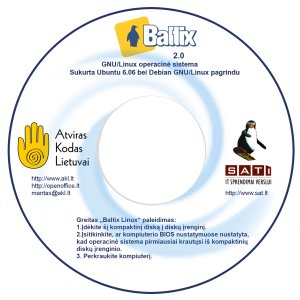 Baltix
2.0
GNU/Linux operacinė sistema
Sukurta Ubuntu 6.06 bei Debian GNU/Linux pagrindu
Atviras
Kodas
Lietuvai
http://www.akl.lt
http://openoffice.lt
mantas@akl.lt
SATI
IT SPRENDIMAI VERSLUI
http://www.sat.lt
Greitas „Baltix Linux“ paleidimas:
1.Įdėkite šį kompaktinį diską į diskų įrenginį.
2.Įsitikinkite, ar kompiuterio BIOS nustatymuose nustatyta,
kad operacinė sistema pirmiausiai krautųsi iš kompaktinių
diskų įrenginio.
3. Perkraukite kompiuterį.